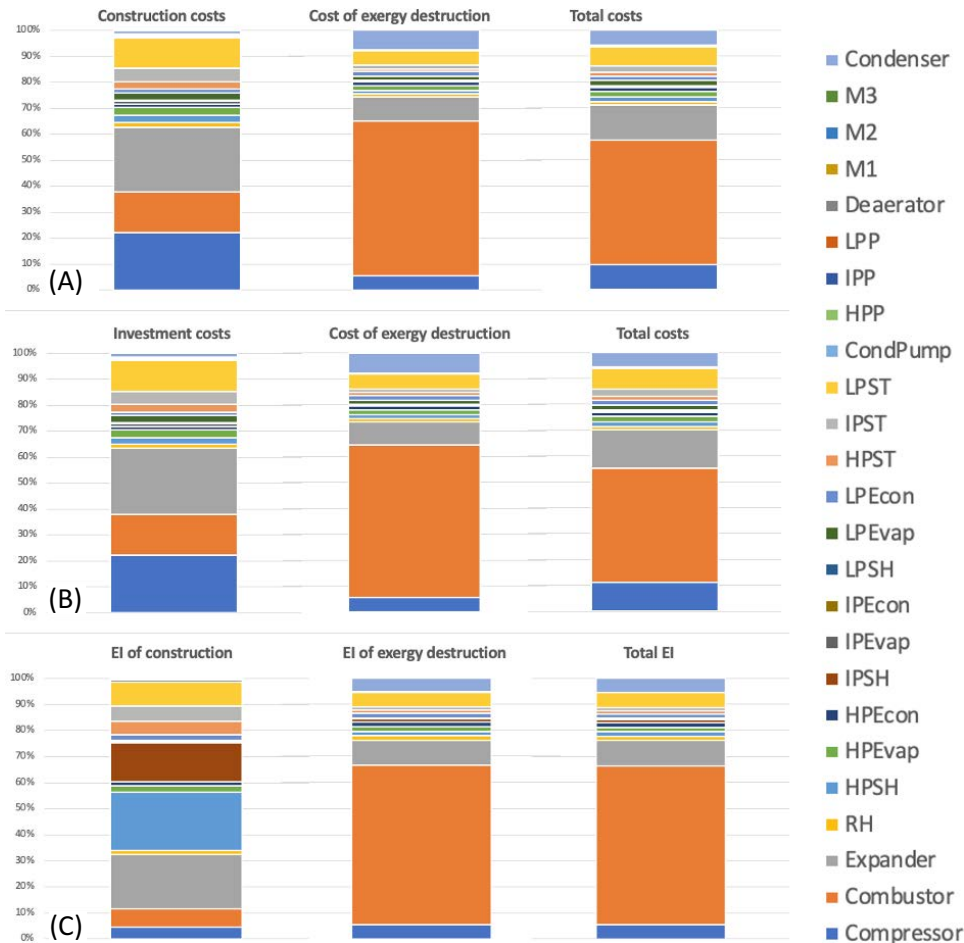 Construction costs
Cost of exergy destruction
Total costs
100%
90%
80%
70%
60%
50%
40%
30%
20%
10%
0%
(A)
Investment costs
Cost of exergy destruction
Total costs
100%
90%
80%
70%
60%
50%
40%
30%
20%
10%
0%
(B)
EI of construction
EI of exergy destruction
Total EI
100%
90%
80%
70%
60%
50%
40%
30%
20%
10%
0%
(C)
Condenser
M3
M2
M1
Deaerator
LPP
IPP
HPP
CondPump
LPST
IPST
HPST
LPEcon
LPEvap
LPSH
IPEcon
IPEvap
IPSH
HPEcon
HPEvap
HPSH
RH
Expander
Combustor
Compressor